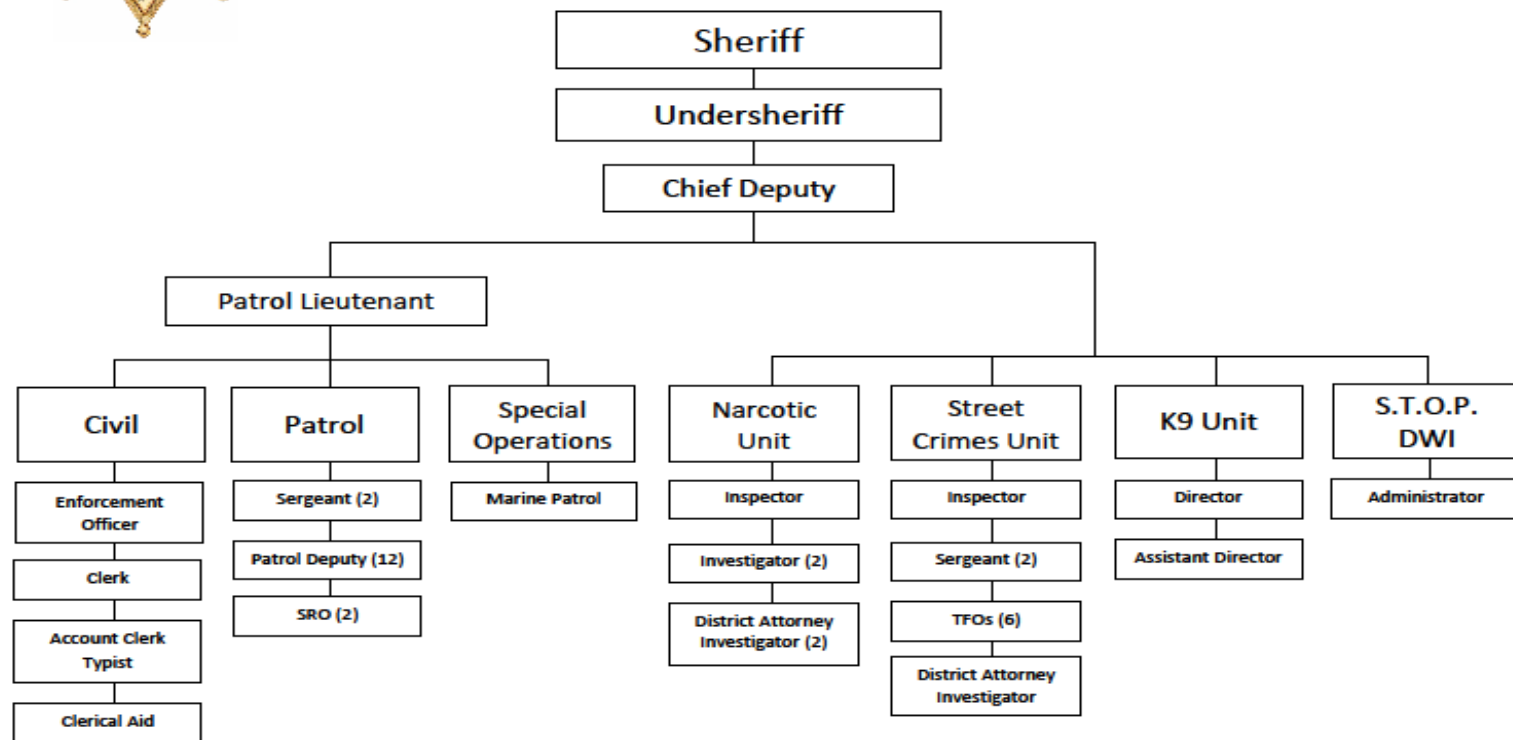 Sheriff
Undersheriff
Chief Deputy
Patrol Lieutenant
Civil
Enforcement
Officer
Clerk
Account Clerk
Typist
Clerical Aid
Patrol
Sergeant (2)
Patrol Deputy (12)
SRO (2)
Special
Operations
Marine Patrol
Narcotic
Unit
Inspector
Investigator (2)
District Attorney
Investigator (2)
Street
Crimes Unit
Inspector
Sergeant (2)
TFOs (6)
District Attorney
Investigator
K9 Unit
Director
Assistant Director
S.T.O.P.
DWI
Administrator